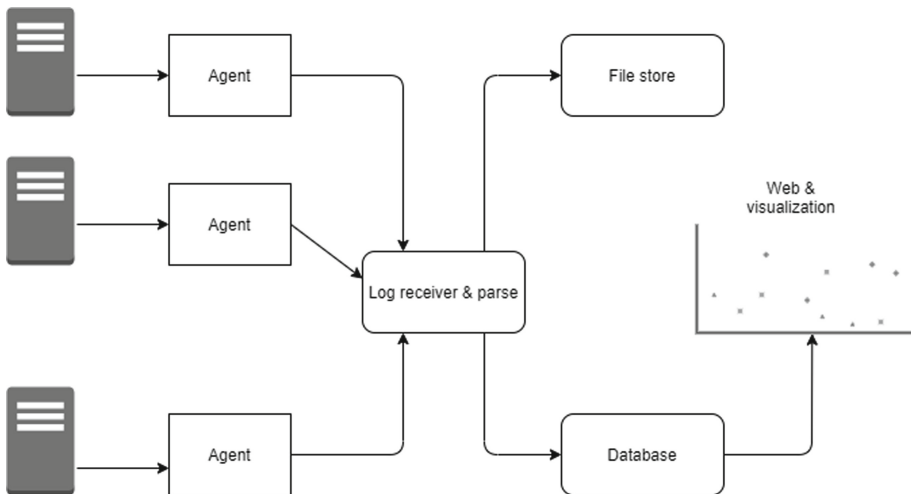 Agent
File store
Web &
visualization
Agent
Log receiver & parse
Agent
Database